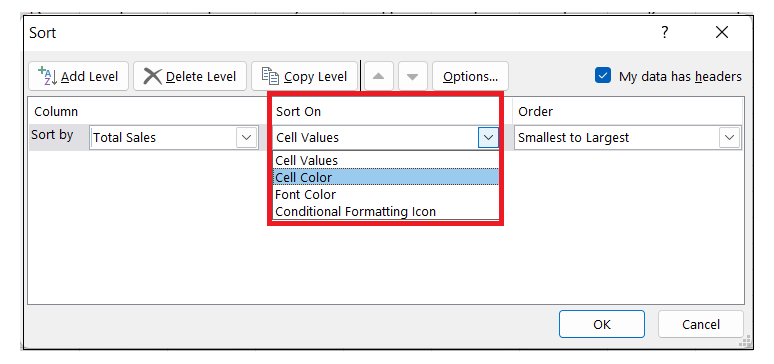 Sort ?
Add Level Delete Level Copy Level Options... My data has headers
Column Sort On Order
Sort by Total Sales Cell Values Smallest to Largest
Cell Values
Cell Color
Font Color
Conditional Formatting Icon
OK Cancel